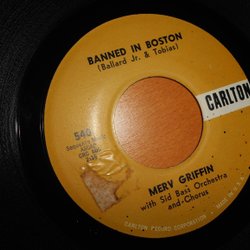 BANNED IN BOSTON
(Ballard Jr. & Tobias)
CARLTON
540
MERV GRIFFIN
with Sid Bass Orchestra
and Chorus
CARLTON RECORD CORPORATION